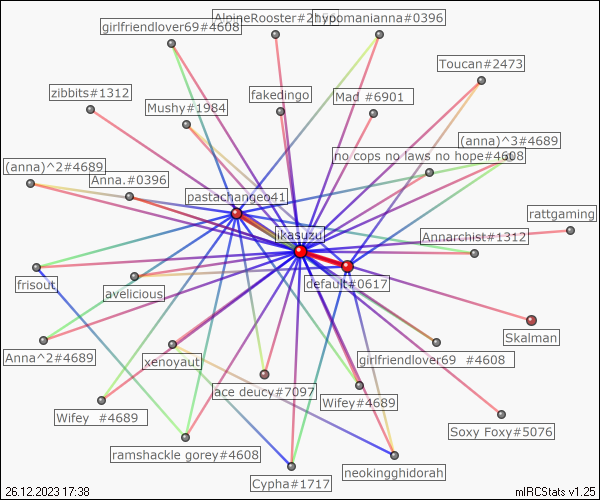 AlpineRooster#2156
hypomanianna#0396
girlfriendlover69#4608
Toucan#2473
zibbits#1312
fakedingo
Mad #6901
Mushy#1984
(anna)^3#4689
no cops no laws no hope#4608
(anna)^2#4689
Anna.#0396
pastachangeo41
rattgaming
ikasuzu
Annarchist#1312
frisout
avelicious
default#0617
Skalman
Anna^2#4689
xenoyaut
girlfriendlover69 #4608
ace deucy#7097
Wifey#4689
Wifey #4689
Soxy Foxy#5076
ramshackle gorey#4608
neokingghidorah
Cypha#1717
26.12.2023 17:38
mIRCStats v1.25